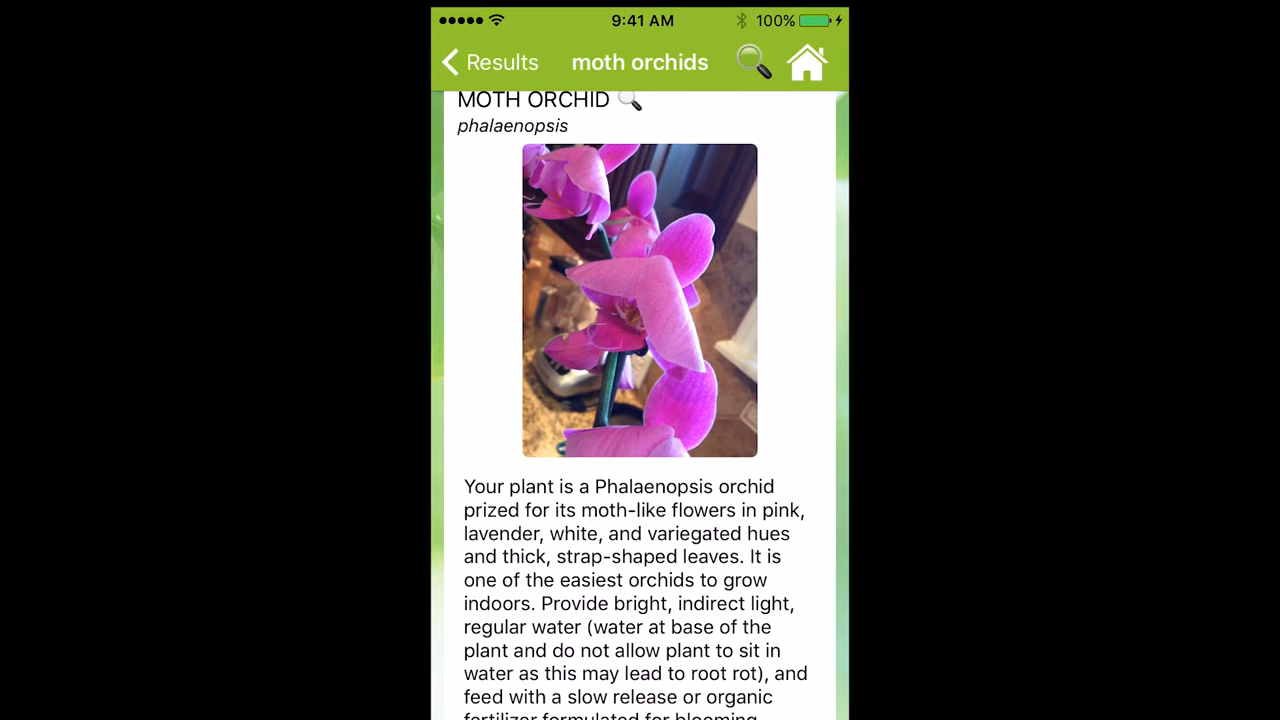 9:41 AM 100%
Results moth orchids
MOTH ORCHID
phalaenopsis
Your plant is a Phalaenopsis orchid
prized for its moth-like flowers in pink,
lavender, white, and variegated hues
and thick, strap-shaped leaves. It is
one of the easiest orchids to grow
indoors. Provide bright, indirect light,
regular water (water at base of the
plant and do not allow plant to sit in
water as this may lead to root rot), and
feed with a slow release or organic
fertilizer formulated for blooming